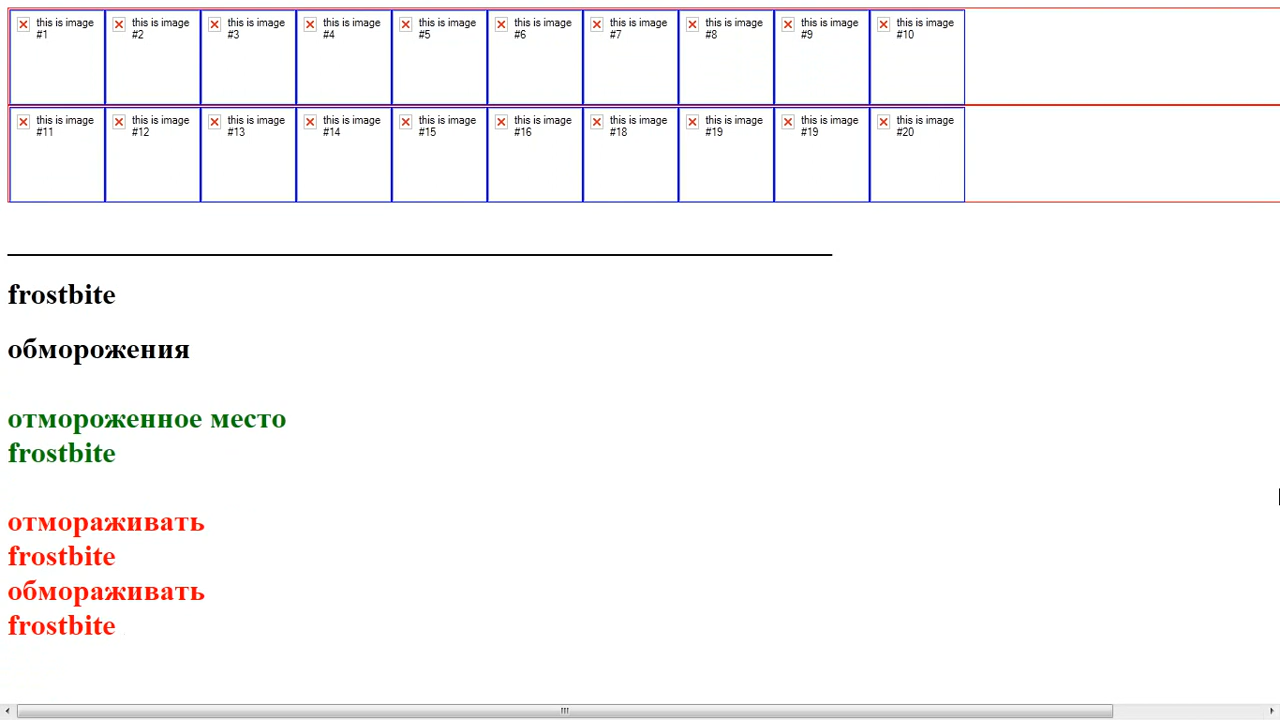 this is image this is image this is image this is image this is image this is image this is image this is image this is image this is image
#1 #2 #3 #4 #5 #6 #7 #8 #9 #10
this is image this is image this is image this is image this is image this is image this is image this is image this is image this is image
#11 #12 #13 #14 #15 #16 #18 #19 #19 #20
frostbite
обморожения
отмороженное место
frostbite
отмораживать
frostbite
обмораживать
frostbite